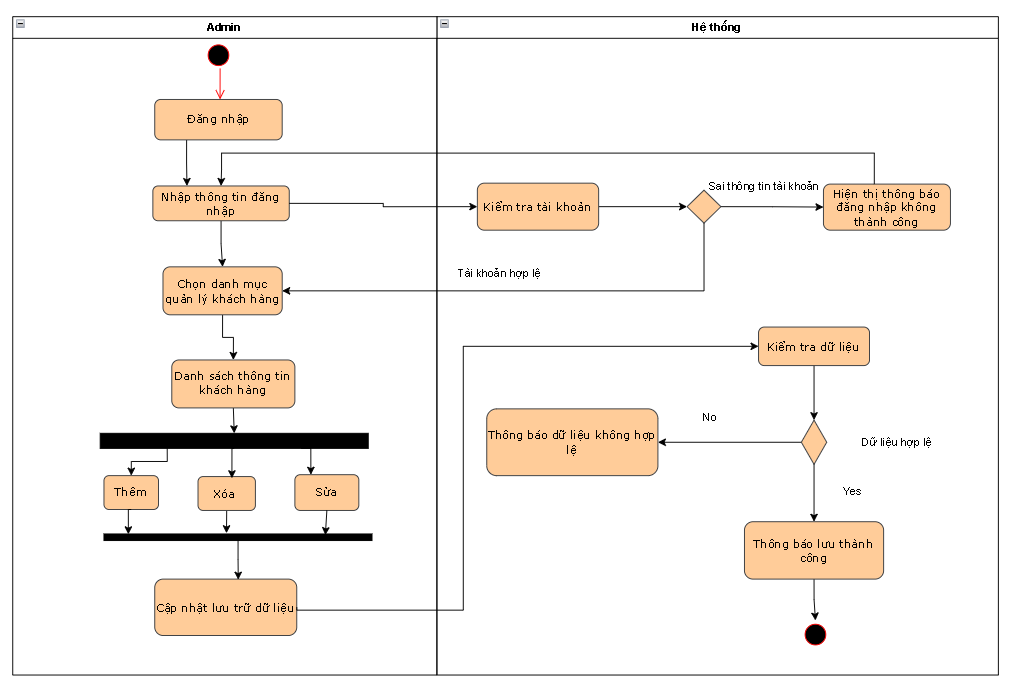 Admin
Hệ thống
Đăng nhập
Nhập thông tin đăng
nhập
Kiểm tra tài khoản
Sai thông tin tài khoản
Hiện thị thông báo
đăng nhập không
thành công
Tài khoản hợp lệ
Chọn danh mục
quản lý khách hàng
Danh sách thông tin
khách hàng
Thêm
Xóa
Sửa
Cập nhật lưu trữ dữ liệu
Kiểm tra dữ liệu
Dữ liệu hợp lệ
No
Thông báo dữ liệu không hợp
lệ
Yes
Thông báo lưu thành
công